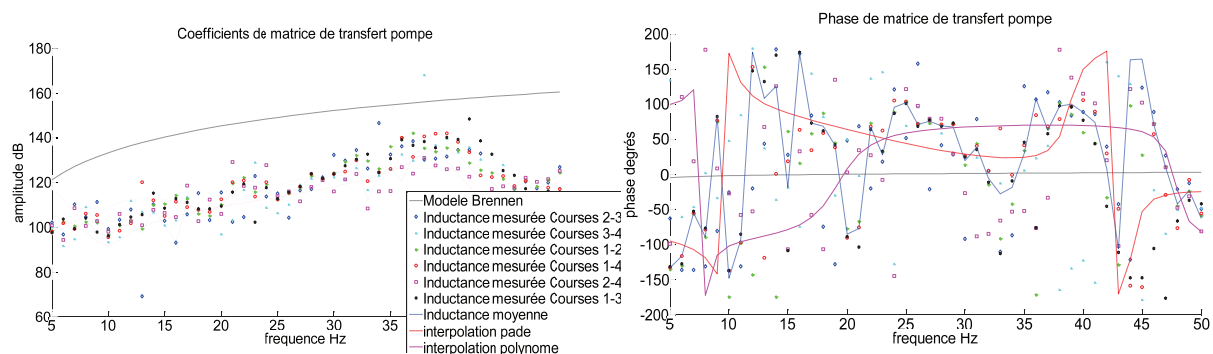 Coefficients de matrice de transfert pompe
amplitude dB
180
160
140
120
100
80
60
5
10
15
20
25
30
35
frequence Hz
Modele Brennen
Inductance mesurée Courses 2-3
Inductance mesurée Courses 3-4
Inductance mesurée Courses 1-2
Inductance mesurée Courses 1-4
Inductance mesurée Courses 2-4
Inductance mesurée Courses 1-3
Inductance moyenne
interpolation pade
interpolation polynome
Phase de matrice de transfert pompe
phase degrés
200
150
100
50
0
-50
-100
-150
-200
5
10
15
20
25
30
35
40
45
50
frequence Hz